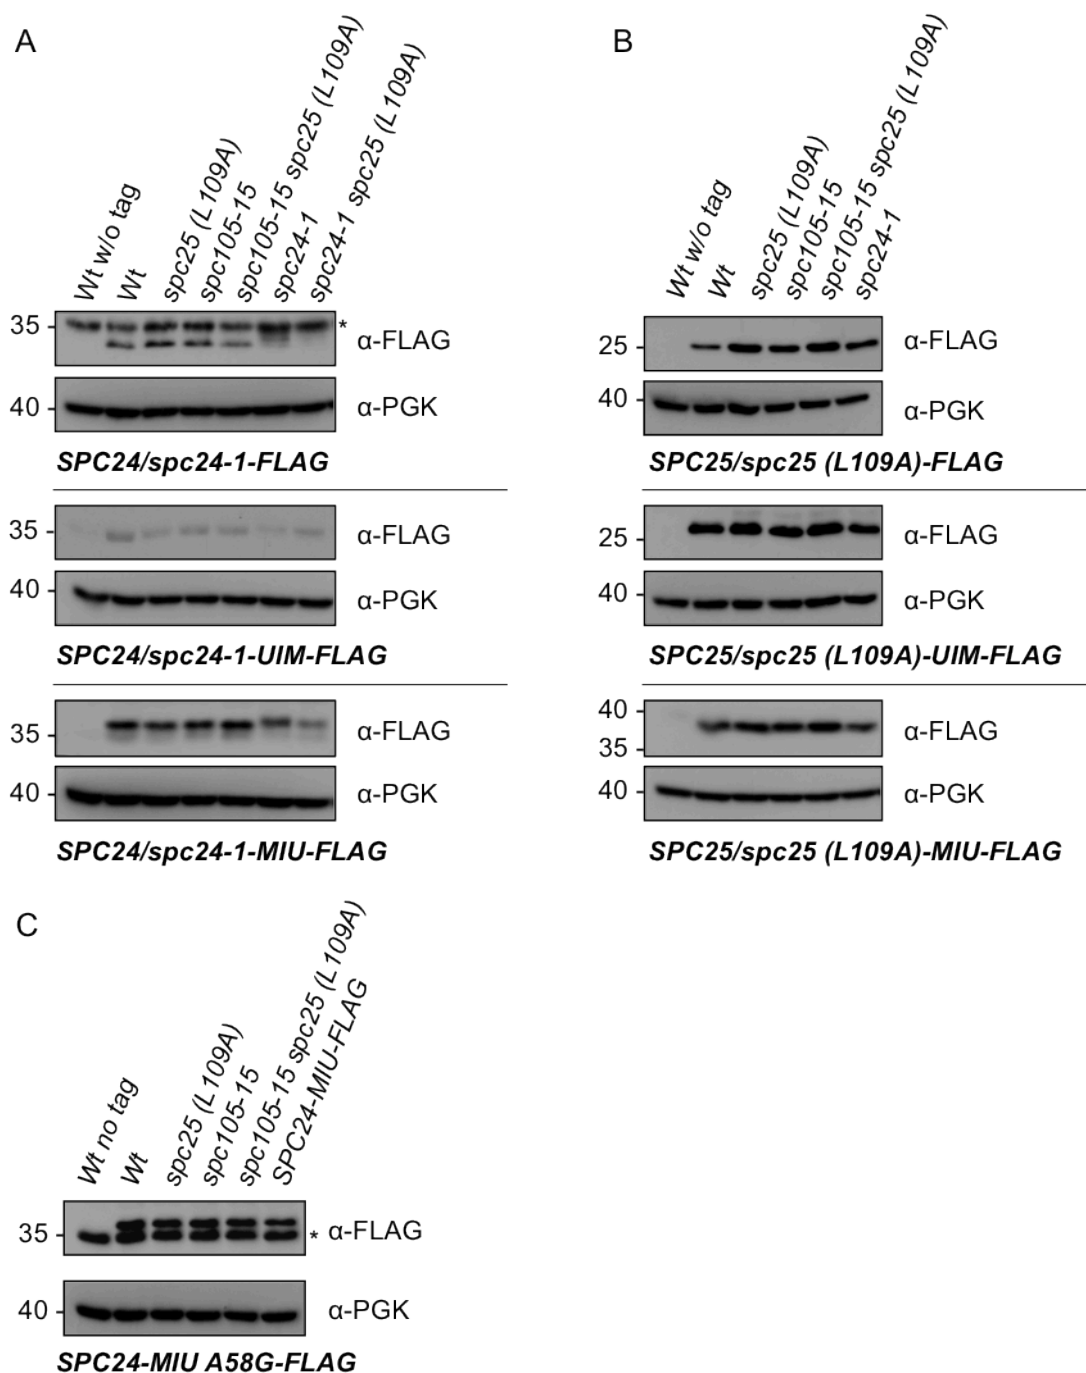 A
Wt w/o tag
Wt
spc25 (L109A)
spc105-15
spc105-15 spc25 (L109A)
spc24-1
spc24-1 spc25 (L109A)
35
*
α-FLAG
40
α-PGK
SPC24/spc24-1-FLAG
35
α-FLAG
40
α-PGK
SPC24/spc24-1-UIM-FLAG
35
α-FLAG
40
α-PGK
SPC24/spc24-1-MIU-FLAG
B
Wt w/o tag
Wt
spc25 (L109A)
spc105-15
spc105-15 spc25 (L109A)
spc24-1
25
α-FLAG
40
α-PGK
SPC25/spc25 (L109A)-FLAG
25
α-FLAG
40
α-PGK
SPC25/spc25 (L109A)-UIM-FLAG
40
35
α-FLAG
40
α-PGK
SPC25/spc25 (L109A)-MIU-FLAG
C
Wt no tag
Wt
spc25 (L109A)
spc105-15
spc105-15 spc25 (L109A)
SPC24-MIU-FLAG
35
* α-FLAG
40
α-PGK
SPC24-MIU A58G-FLAG